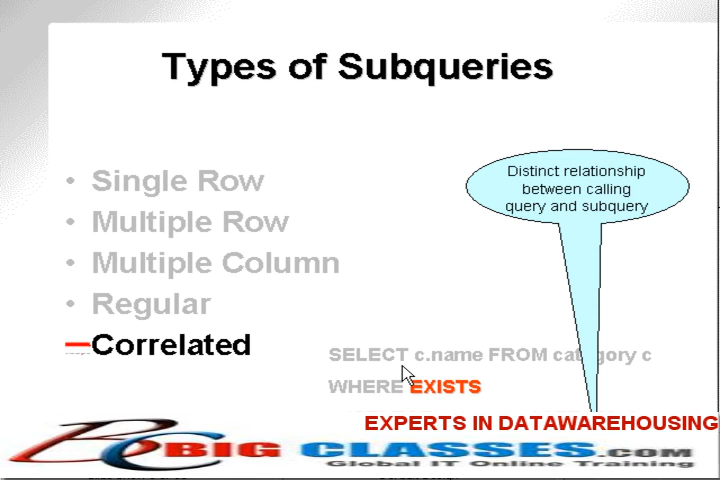 Types of Subqueries
Single Row
Multiple Row
Multiple Column
Regular
Correlated
Distinct relationship
between calling
query and subquery
SELECT c.name FROM category c
WHERE EXISTS
EXPERTS IN DATAWAREHOUSING
BIG CLASSES.COM
Global IT Online Training